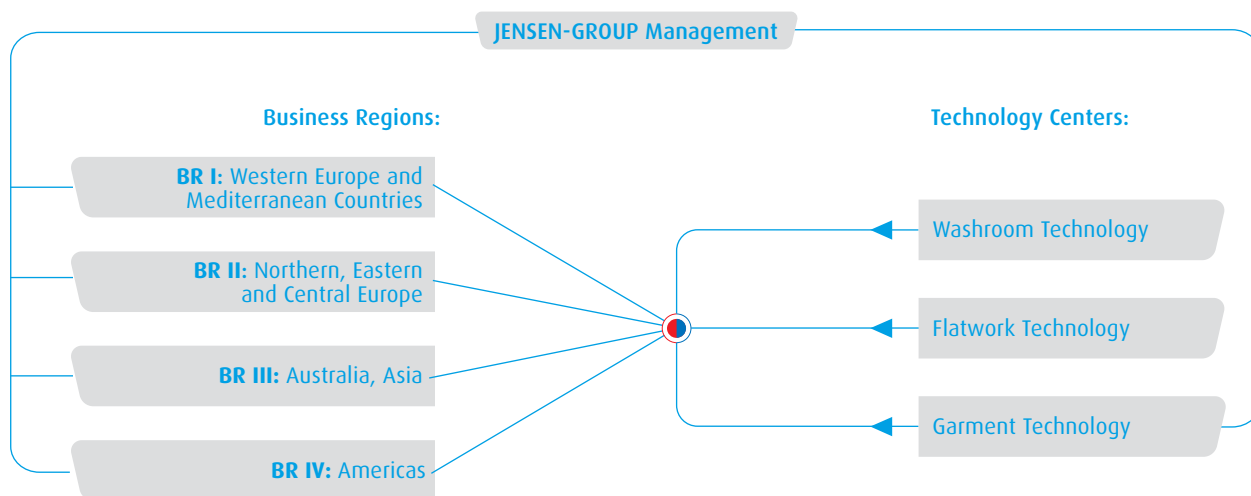 JENSEN-GROUP Management
Business Regions:
BR I: Western Europe and
Mediterranean Countries
BR II: Northern, Eastern
and Central Europe
BR III: Australia, Asia
BR IV: Americas
Technology Centers:
Washroom Technology
Flatwork Technology
Garment Technology